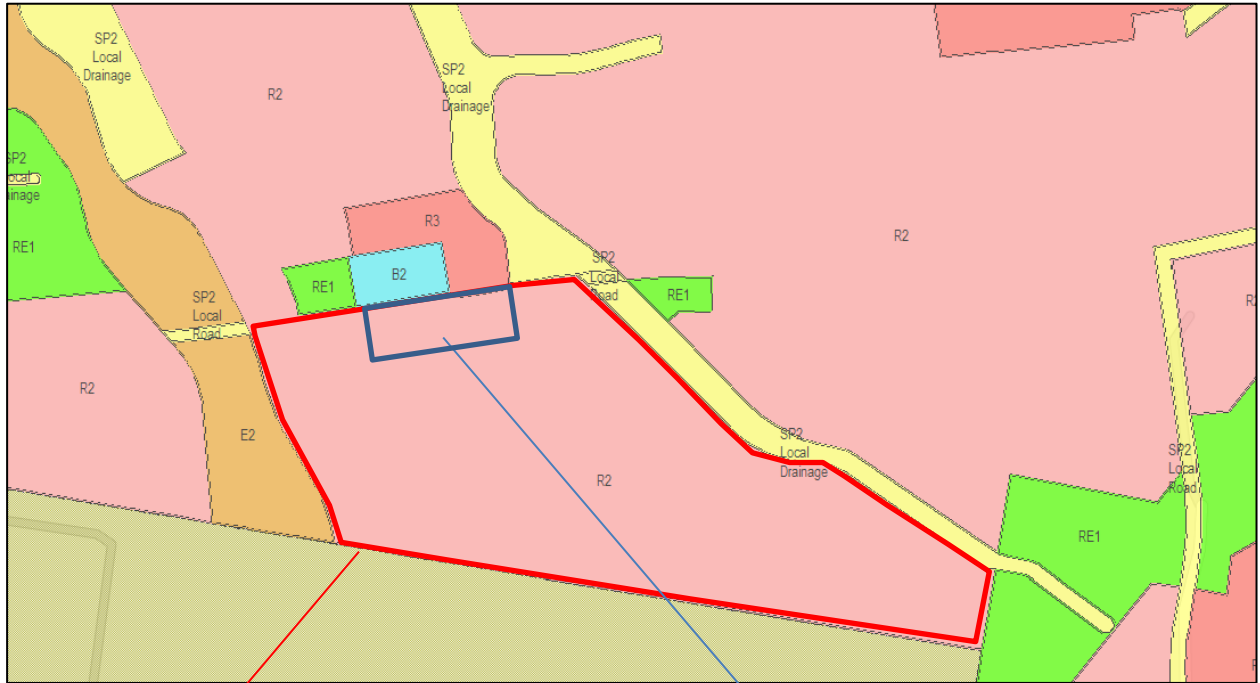 SP2
Local
Drainage
R2
SP2
Local
Drainage
SP2
RE1
R3
R2
B2
RE1
SP2
Local
Road
RE1
SP2
Local
Road
R2
E2
R2
SP2
Local
Drainage
SP2
Local
Road
RE1